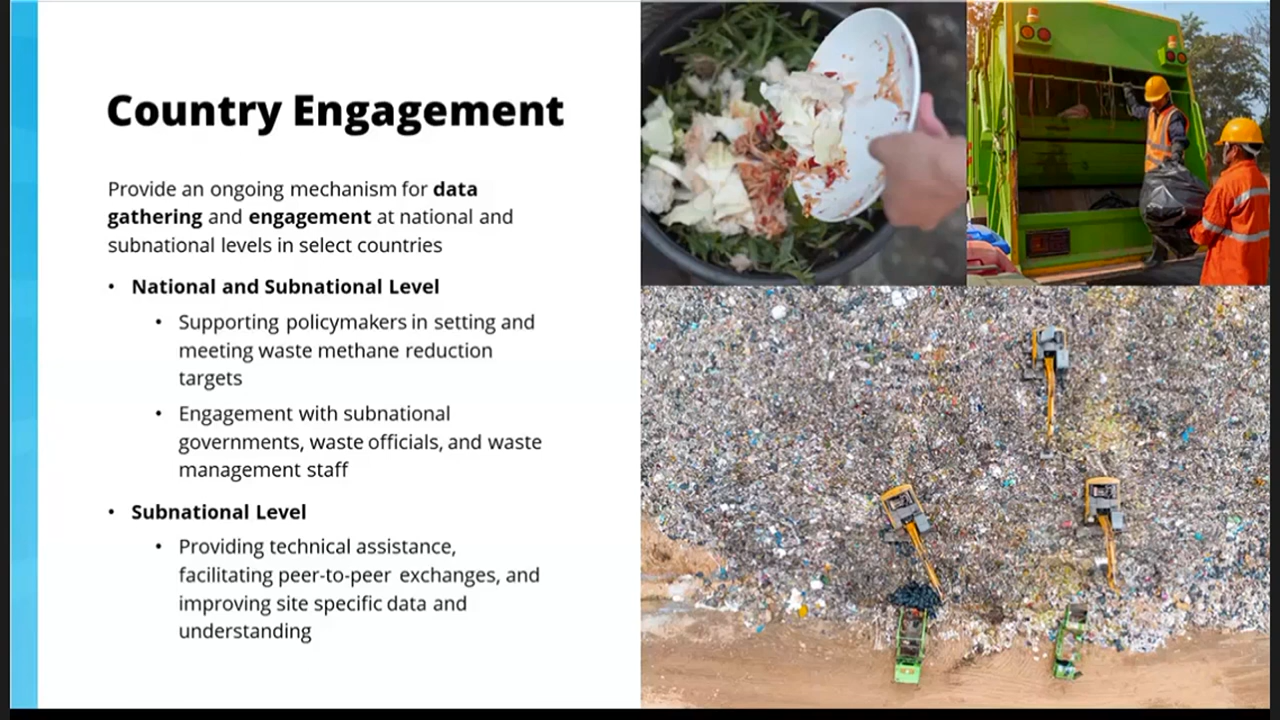 Country Engagement
Provide an ongoing mechanism for data
gathering and engagement at national and
subnational levels in select countries
• National and Subnational Level
• Supporting policymakers in setting and
meeting waste methane reduction
targets
• Engagement with subnational
governments, waste officials, and waste
management staff
• Subnational Level
• Providing technical assistance,
facilitating peer-to-peer exchanges, and
improving site specific data and
understanding